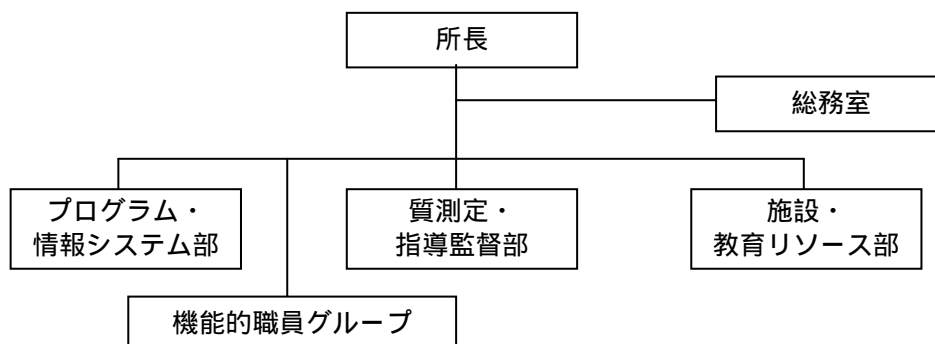 所長
総務室
プログラム・
情報システム部
質測定・
指導監督部
施設・
教育リソース部
機能的職員グループ